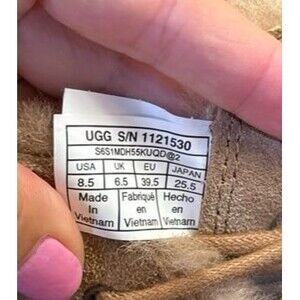 UGG S/N 1121530
S6S1MDH55KUQD@2
USA UK EU JAPAN
8.5 6.5 39.5 25.5
Made Fabriqué Hecho
In en en
Vietnam Vietnam Vietnam